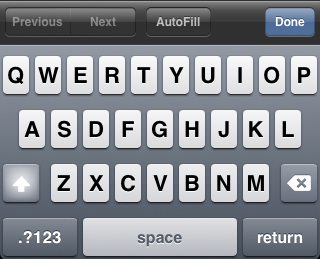 Previous Next AutoFill Done
Q W E R T Y U I O P
A S D F G H J K L
Z X C V B N M
.?123 space return